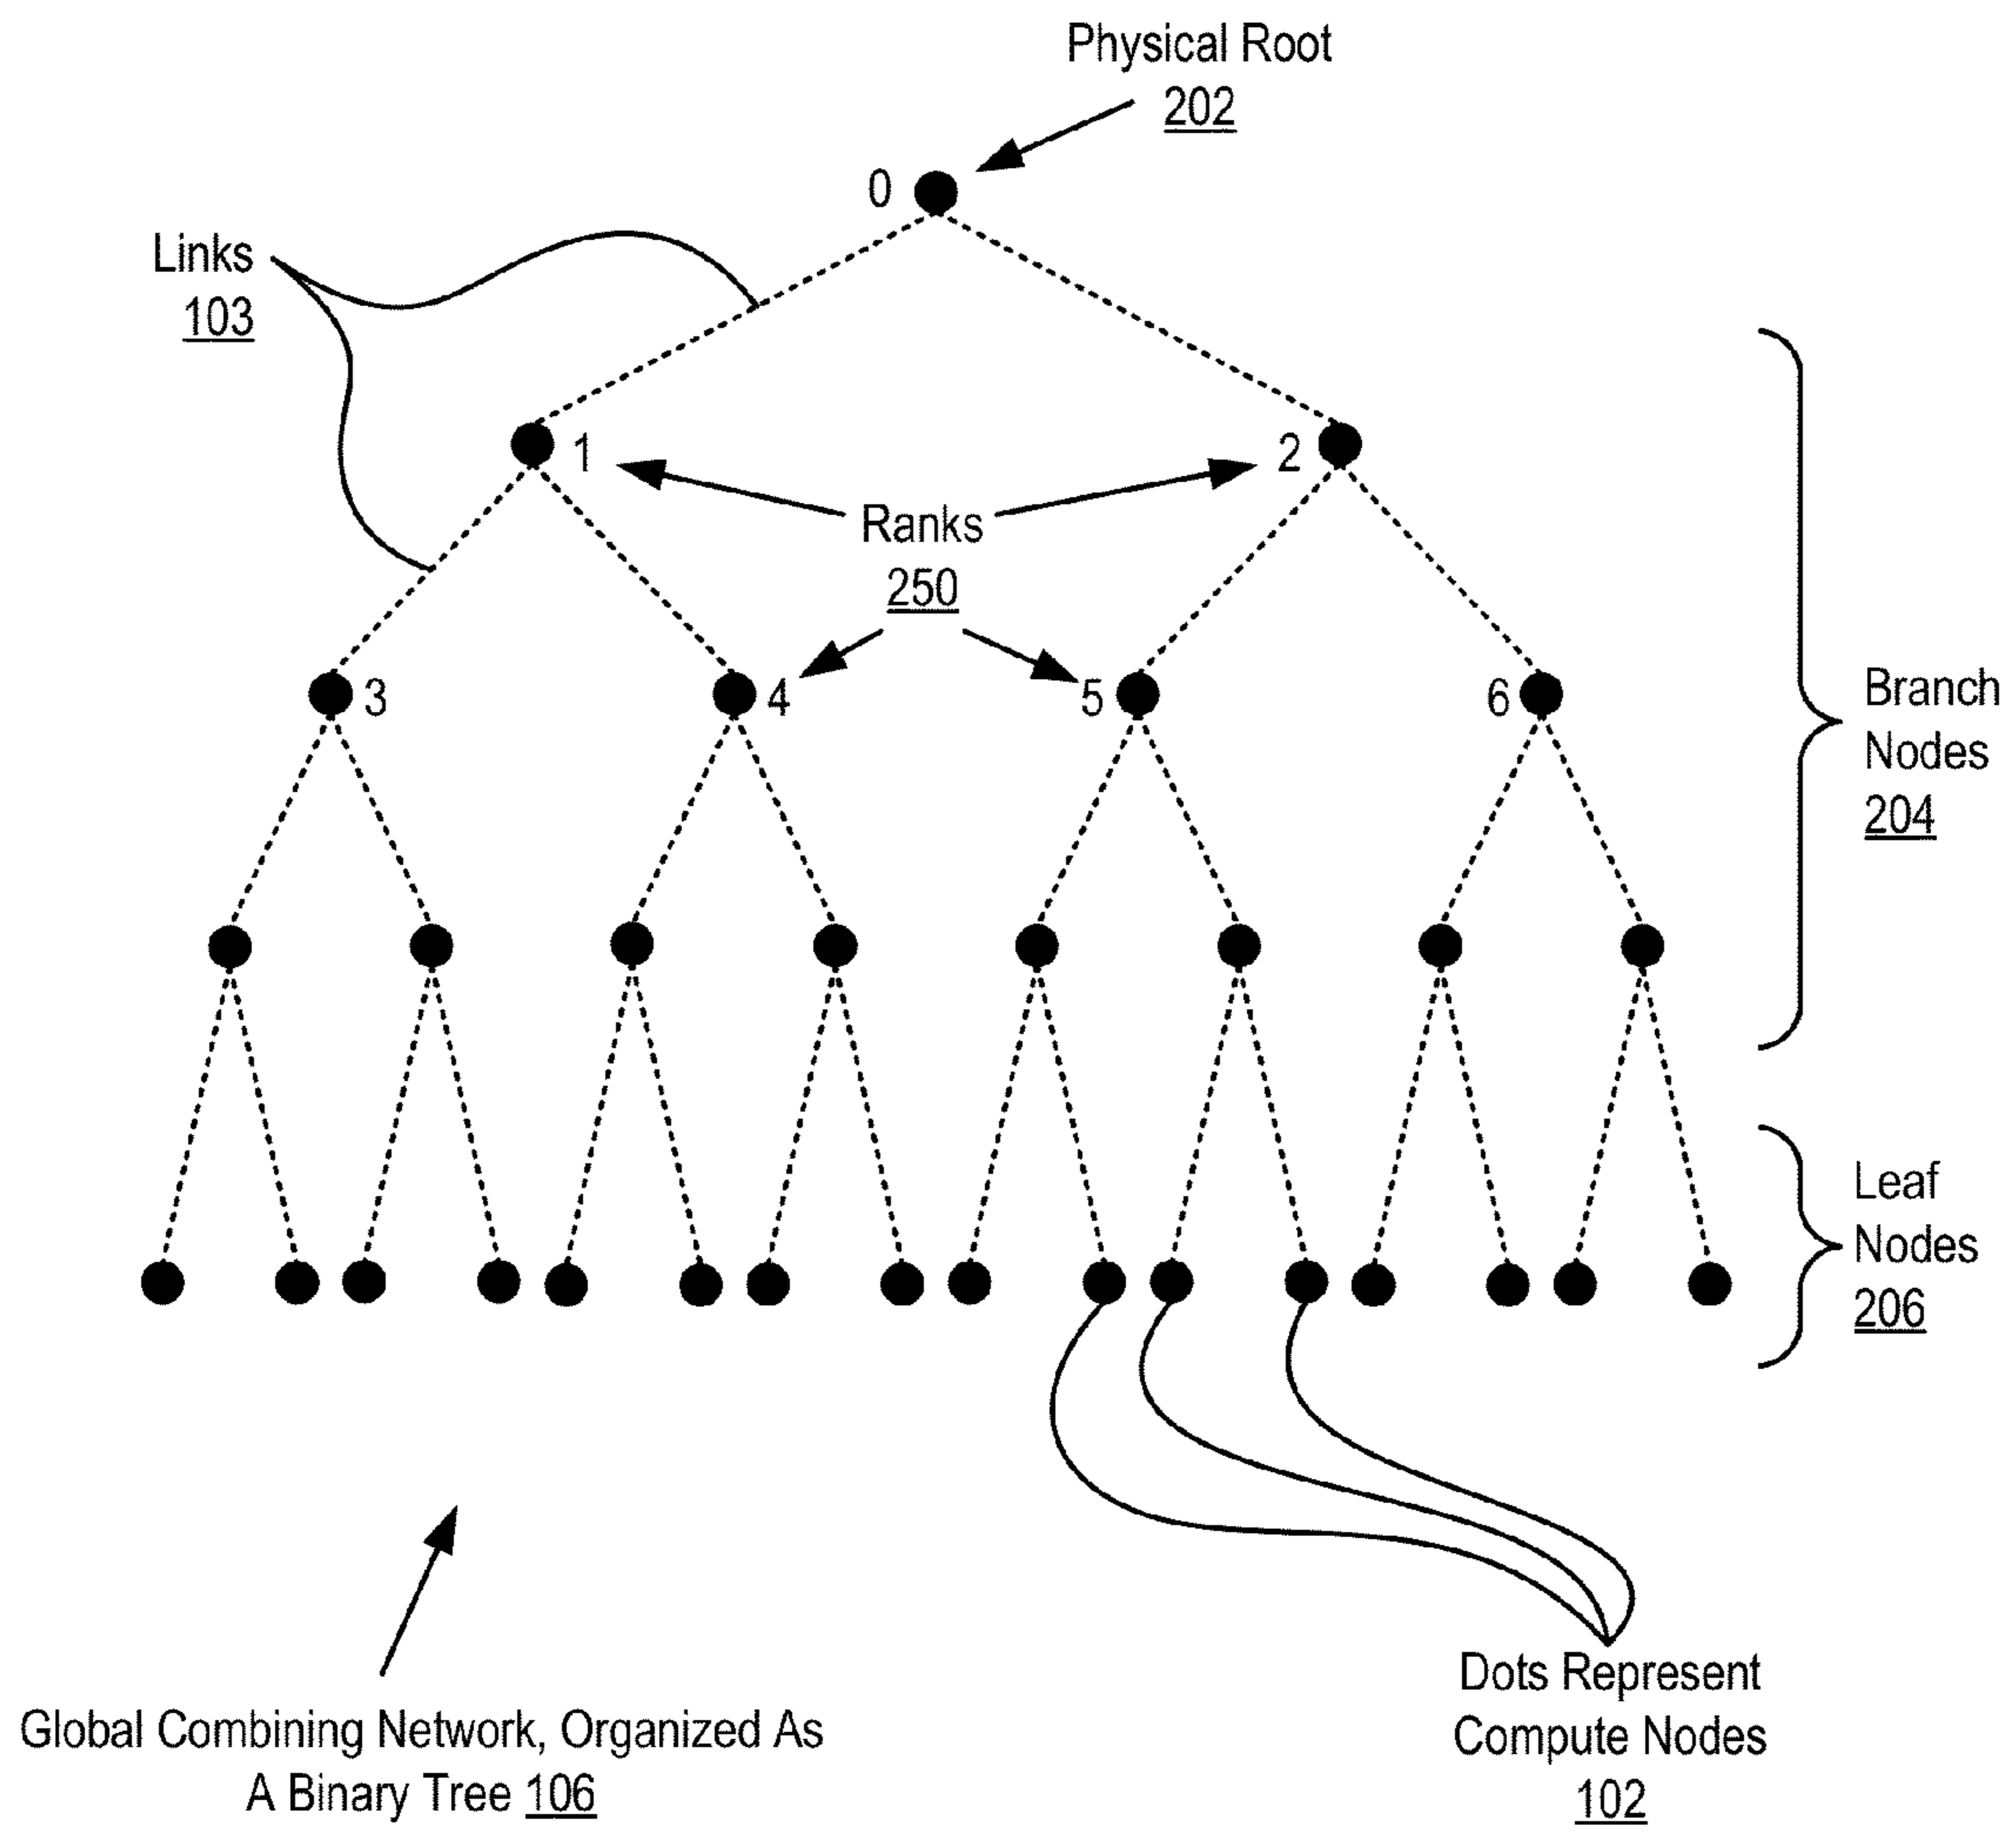 Physical Root
202
0
Links
103
1
2
Ranks
250
3
4
5
6
Branch
Nodes
204
Leaf
Nodes
206
Global Combining Network, Organized As
A Binary Tree 106
Dots Represent
Compute Nodes
102